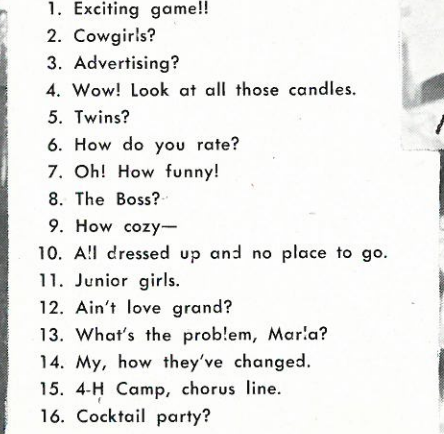 1. Exciting game!!
2. Cowgirls?
3. Advertising?
4. Wow! Look at all those candles.
5. Twins?
6. How do you rate?
7. Oh! How funny!
8. The Boss?
9. How cozy—
10. All dressed up and no place to go.
11. Junior girls.
12. Ain't love grand?
13. What's the problem, Marla?
14. My, how they've changed.
15. 4-H Camp, chorus line.
16. Cocktail party?